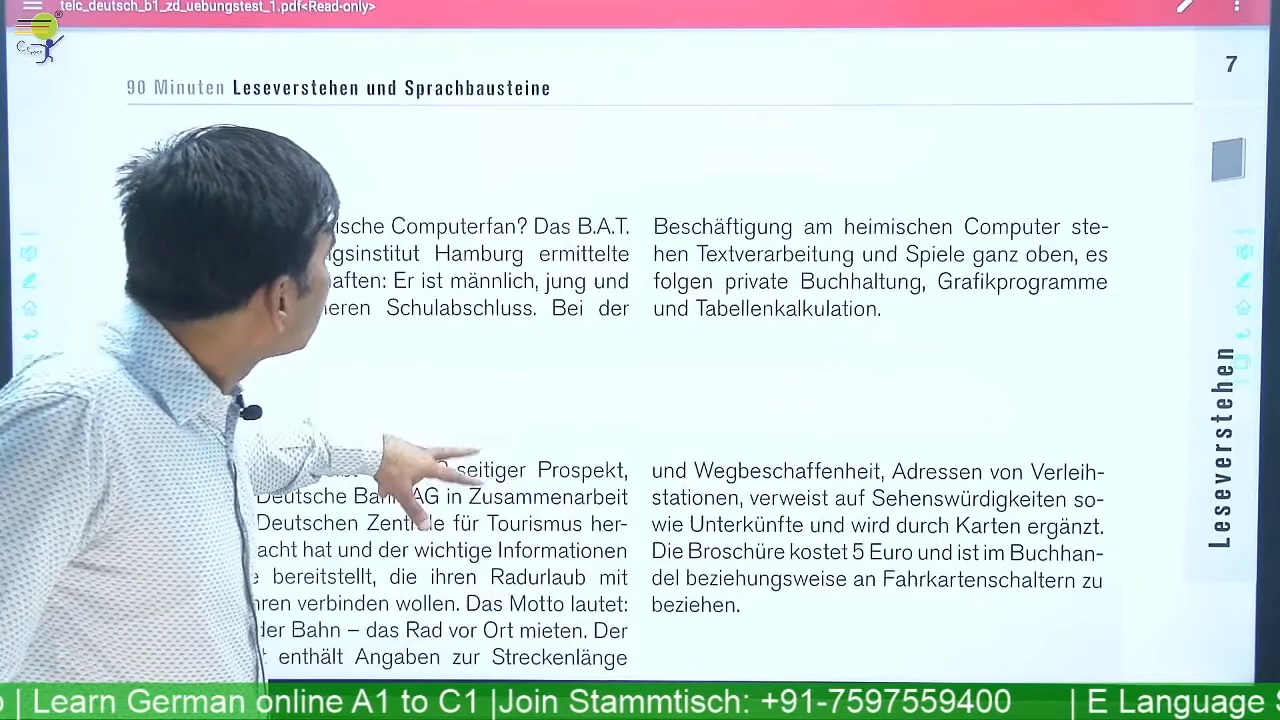 telc_deutsch_b1_zd_uebungstest_1.pdf<Read-only>
7
90 Minuten Leseverstehen und Sprachbausteine
ische Computerfan? Das B.A.T.
gsinstitut Hamburg ermittelte
aften: Er ist männlich, jung und
eren Schulabschluss. Bei der
Beschäftigung am heimischen Computer ste-
hen Textverarbeitung und Spiele ganz oben, es
folgen private Buchhaltung, Grafikprogramme
und Tabellenkalkulation.
seitiger Prospekt,
Deutsche Bahn AG in Zusammenarbeit
Deutschen Zentrale für Tourismus her-
acht hat und der wichtige Informationen
bereitstellt, die ihren Radurlaub mit
hren verbinden wollen. Das Motto lautet:
der Bahn – das Rad vor Ort mieten. Der
enthält Angaben zur Streckenlänge
und Wegbeschaffenheit, Adressen von Verleih-
stationen, verweist auf Sehenswürdigkeiten so-
wie Unterkünfte und wird durch Karten ergänzt.
Die Broschüre kostet 5 Euro und ist im Buchhan-
del beziehungsweise an Fahrkartenschaltern zu
beziehen.
Leseverstehen
o | Learn German online A1 to C1 |Join Stammtisch: +91-7597559400 | E Language S